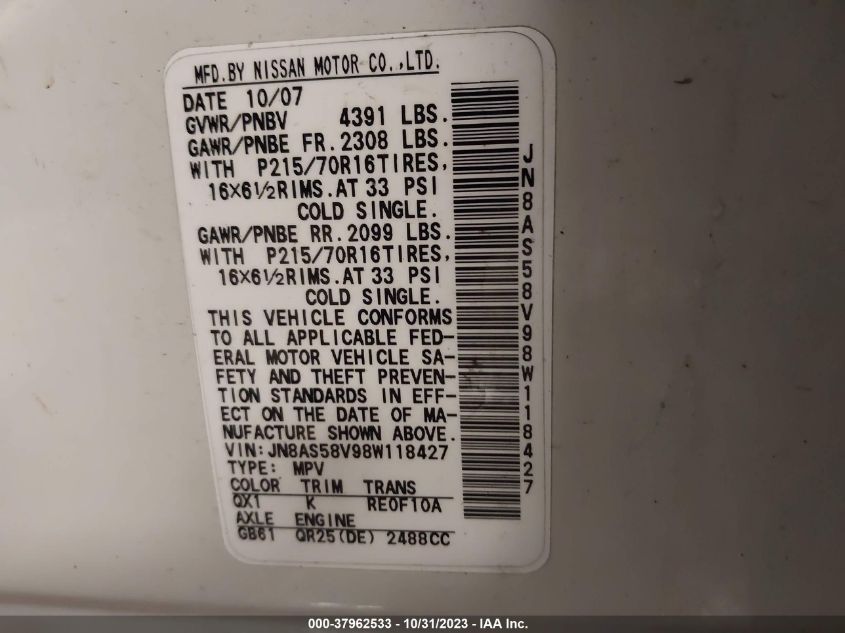 MFD.BY NISSAN MOTOR CO.,LTD.
DATE 10/07
GVWR/PNBV 4391 LBS.
GAWR/PNBE FR.2308 LBS.
WITH P215/70R16TIRES,
16X6½RIMS.AT 33 PSI
COLD SINGLE.
GAWR/PNBE RR.2099 LBS.
WITH P215/70R16TIRES,
16X6½RIMS.AT 33 PSI
COLD SINGLE.
THIS VEHICLE CONFORMS
TO ALL APPLICABLE FED-
ERAL MOTOR VEHICLE SA-
FETY AND THEFT PREVEN-
TION STANDARDS IN EFF-
ECT ON THE DATE OF MA-
NUFACTURE SHOWN ABOVE.
VIN:JN8AS58V98W118427
TYPE: MPV
COLOR TRIM TRANS
QX1 K RE0F10A
AXLE ENGINE
GB61 QR25(DE) 2488CC
JN8AS58V98W118427
000-37962533 - 10/31/2023 - IAA Inc.